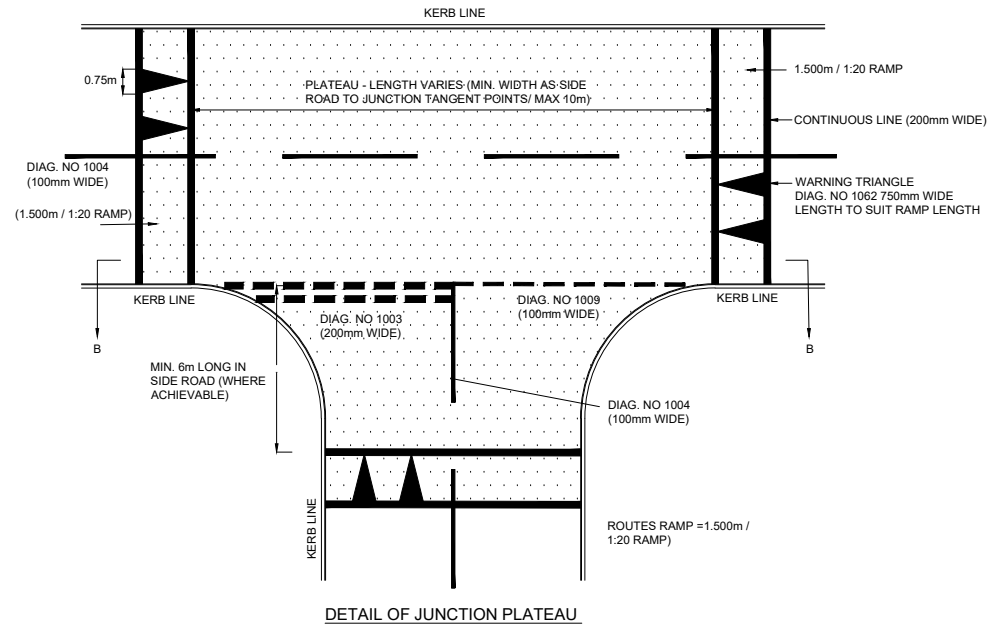 KERB LINE
0.75m
1.500m / 1:20 RAMP
PLATEAU - LENGTH VARIES (MIN. WIDTH AS SIDE
ROAD TO JUNCTION TANGENT POINTS/ MAX 10m)
CONTINUOUS LINE (200mm WIDE)
DIAG. NO 1004
(100mm WIDE)
WARNING TRIANGLE
DIAG. NO 1062 750mm WIDE
LENGTH TO SUIT RAMP LENGTH
(1.500m / 1:20 RAMP)
KERB LINE
DIAG. NO 1009
(100mm WIDE)
KERB LINE
DIAG. NO 1003
(200mm WIDE)
B
B
MIN. 6m LONG IN
SIDE ROAD (WHERE
ACHIEVABLE)
DIAG. NO 1004
(100mm WIDE)
KERB LINE
ROUTES RAMP =1.500m /
1:20 RAMP)
DETAIL OF JUNCTION PLATEAU